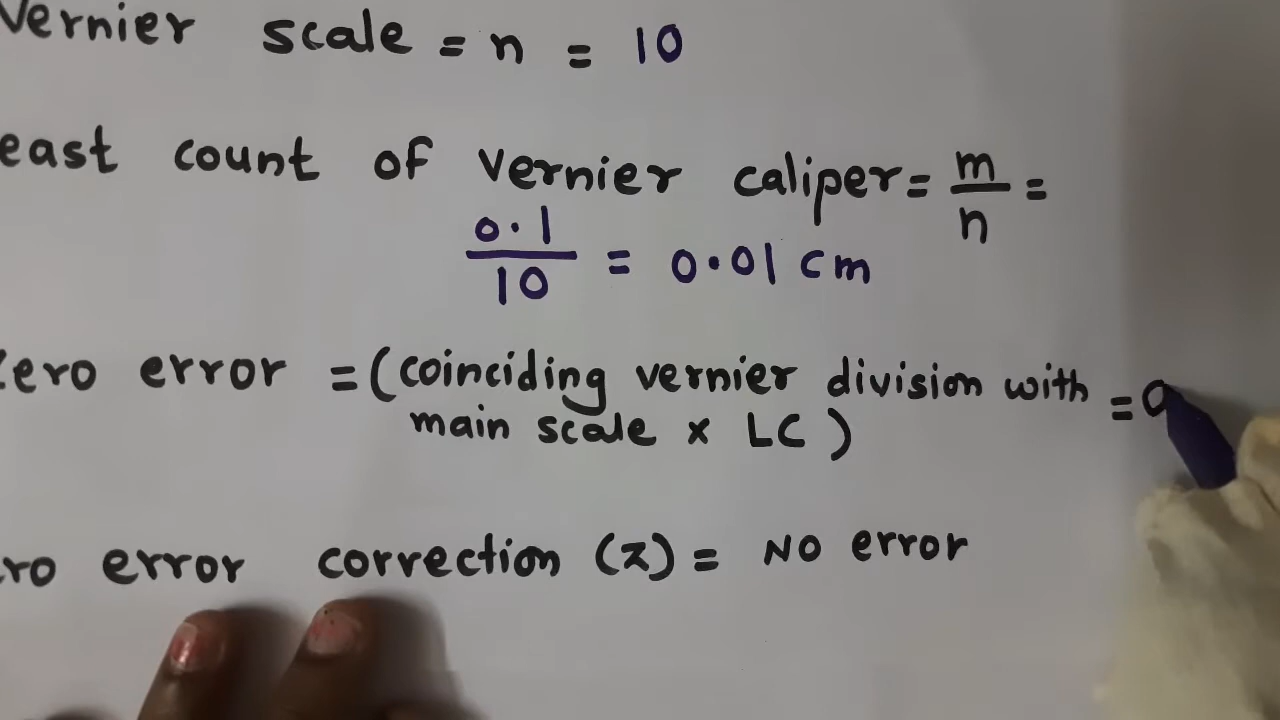 Vernier scale = n = 10
east count of vernier caliper = m/n =
0.1/10 = 0.01 cm
Zero error = (coinciding vernier division with = 0
main scale x LC)
ro error correction (z) = No error